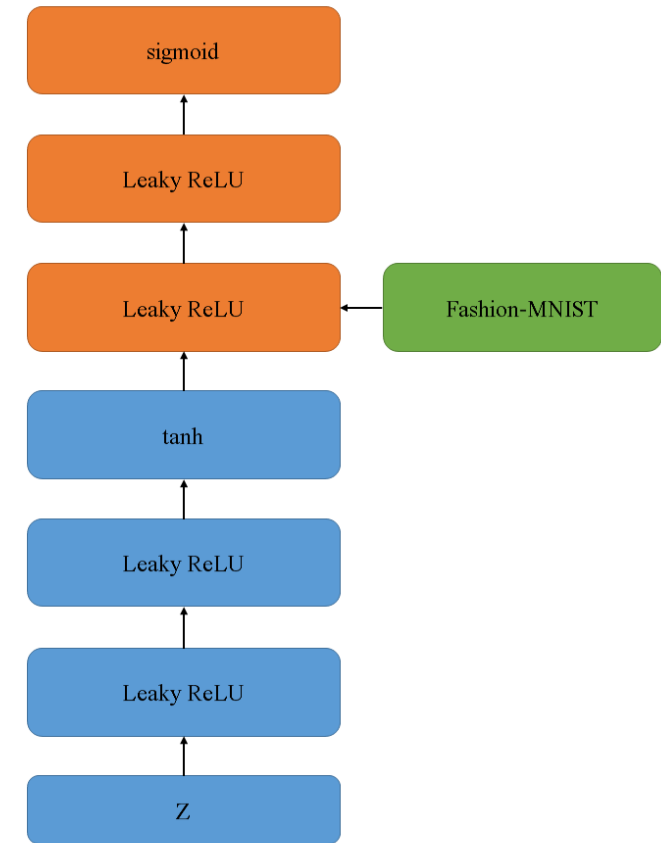 sigmoid
Leaky ReLU
Leaky ReLU
Fashion-MNIST
tanh
Leaky ReLU
Leaky ReLU
Z